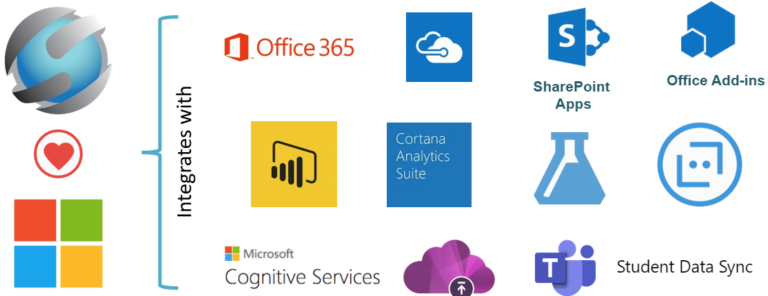 Integrates with
Office 365
S
SharePoint
Apps
Office Add-ins
Cortana
Analytics
Suite
Microsoft
Cognitive Services
T
Student Data Sync